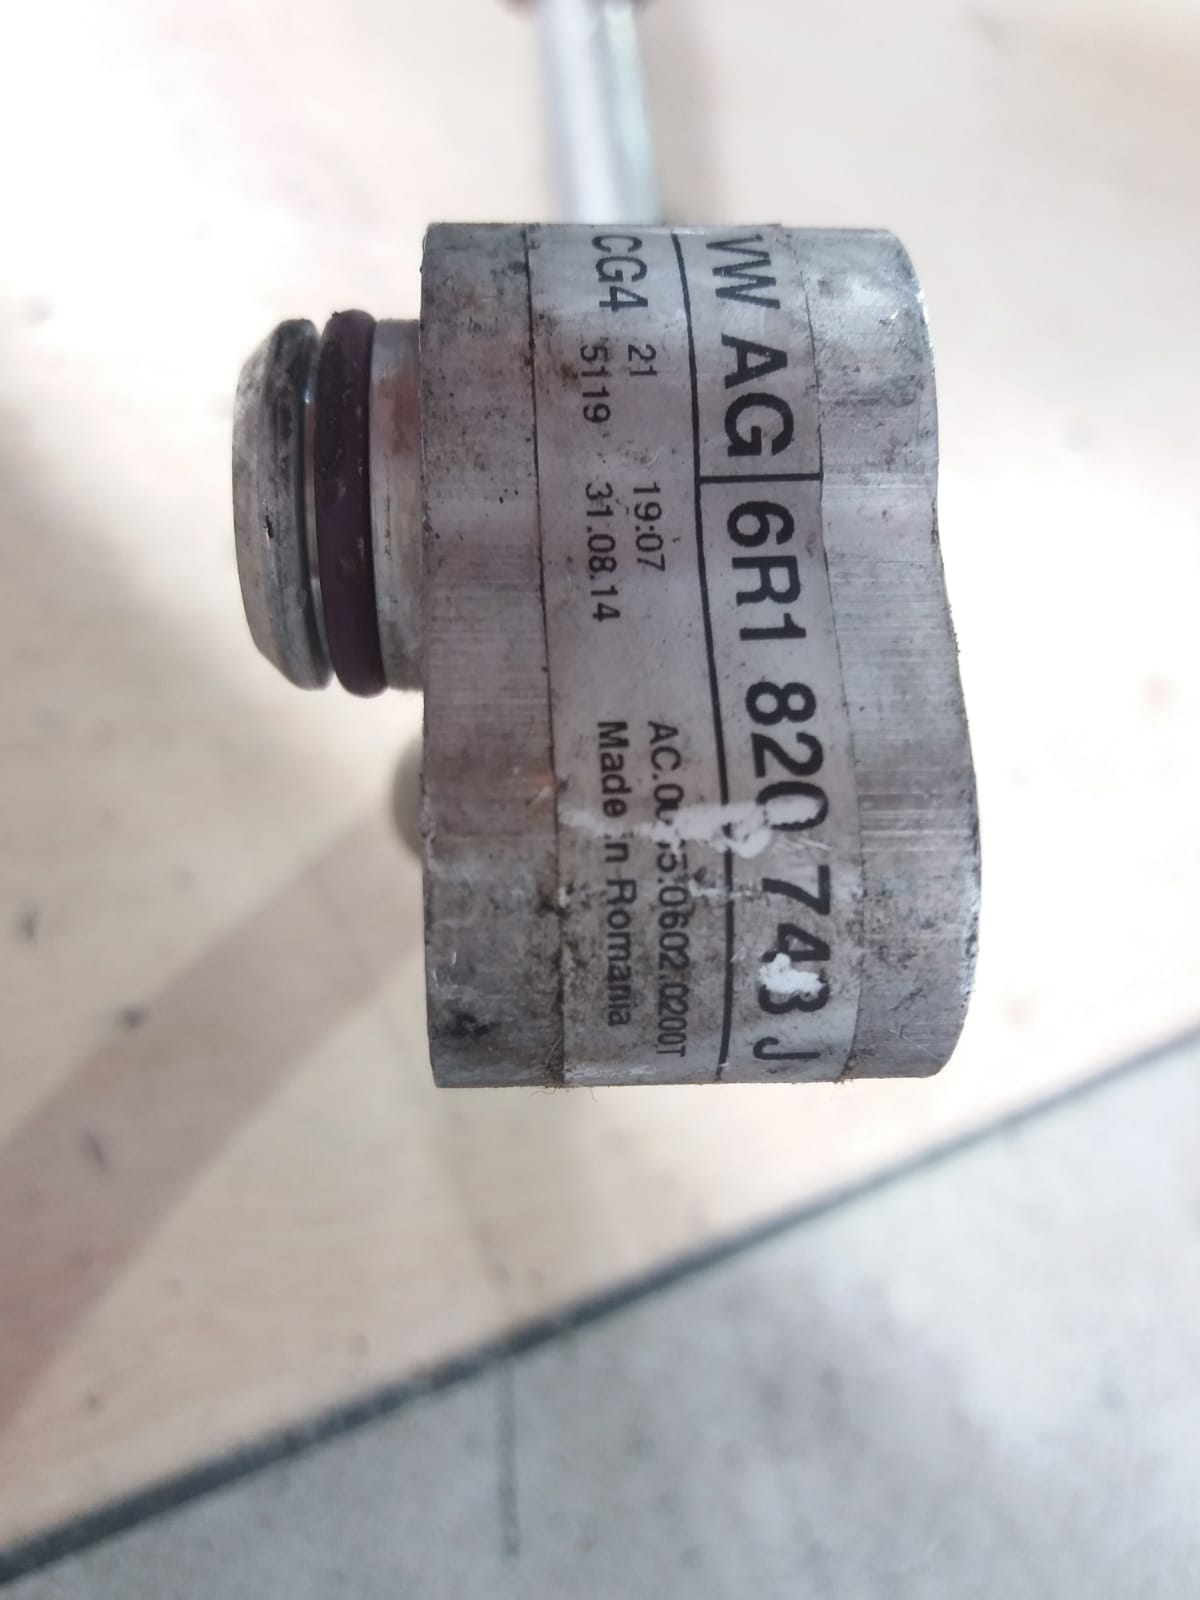 VW AG 6R1 820 743 J
CG4 21 19:07
5119 31.08.14 Made in Romania